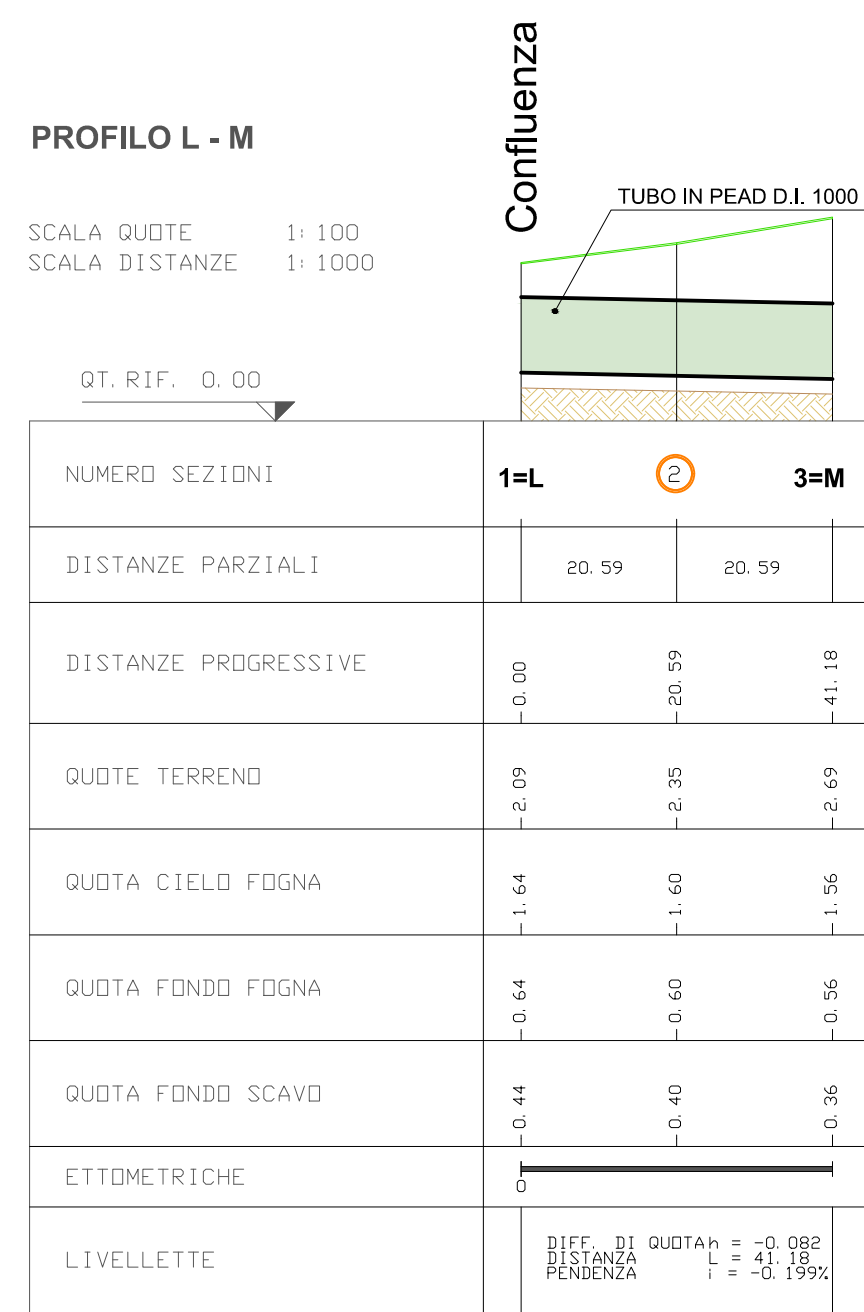 Confluenza
PROFILO L - M
TUBO IN PEAD D.I. 1000
SCALA QUOTE 1: 100
SCALA DISTANZE 1: 1000
QT. RIF. 0. 00
NUMERO SEZIONI 1=L 2 3=M
DISTANZE PARZIALI 20. 59 20. 59
DISTANZE PROGRESSIVE 0. 00 20. 59 41. 18
QUOTE TERRENO 2. 09 2. 35 2. 69
QUOTA CIELO FOGNA 1. 64 1. 60 1. 56
QUOTA FONDO FOGNA 0. 64 0. 60 0. 56
QUOTA FONDO SCAVO 0. 44 0. 40 0. 36
ETTOMETRICHE 0
LIVELLETTE
DIFF. DI QUOTA h = -0. 082
DISTANZA L = 41. 18
PENDENZA i = -0. 199%